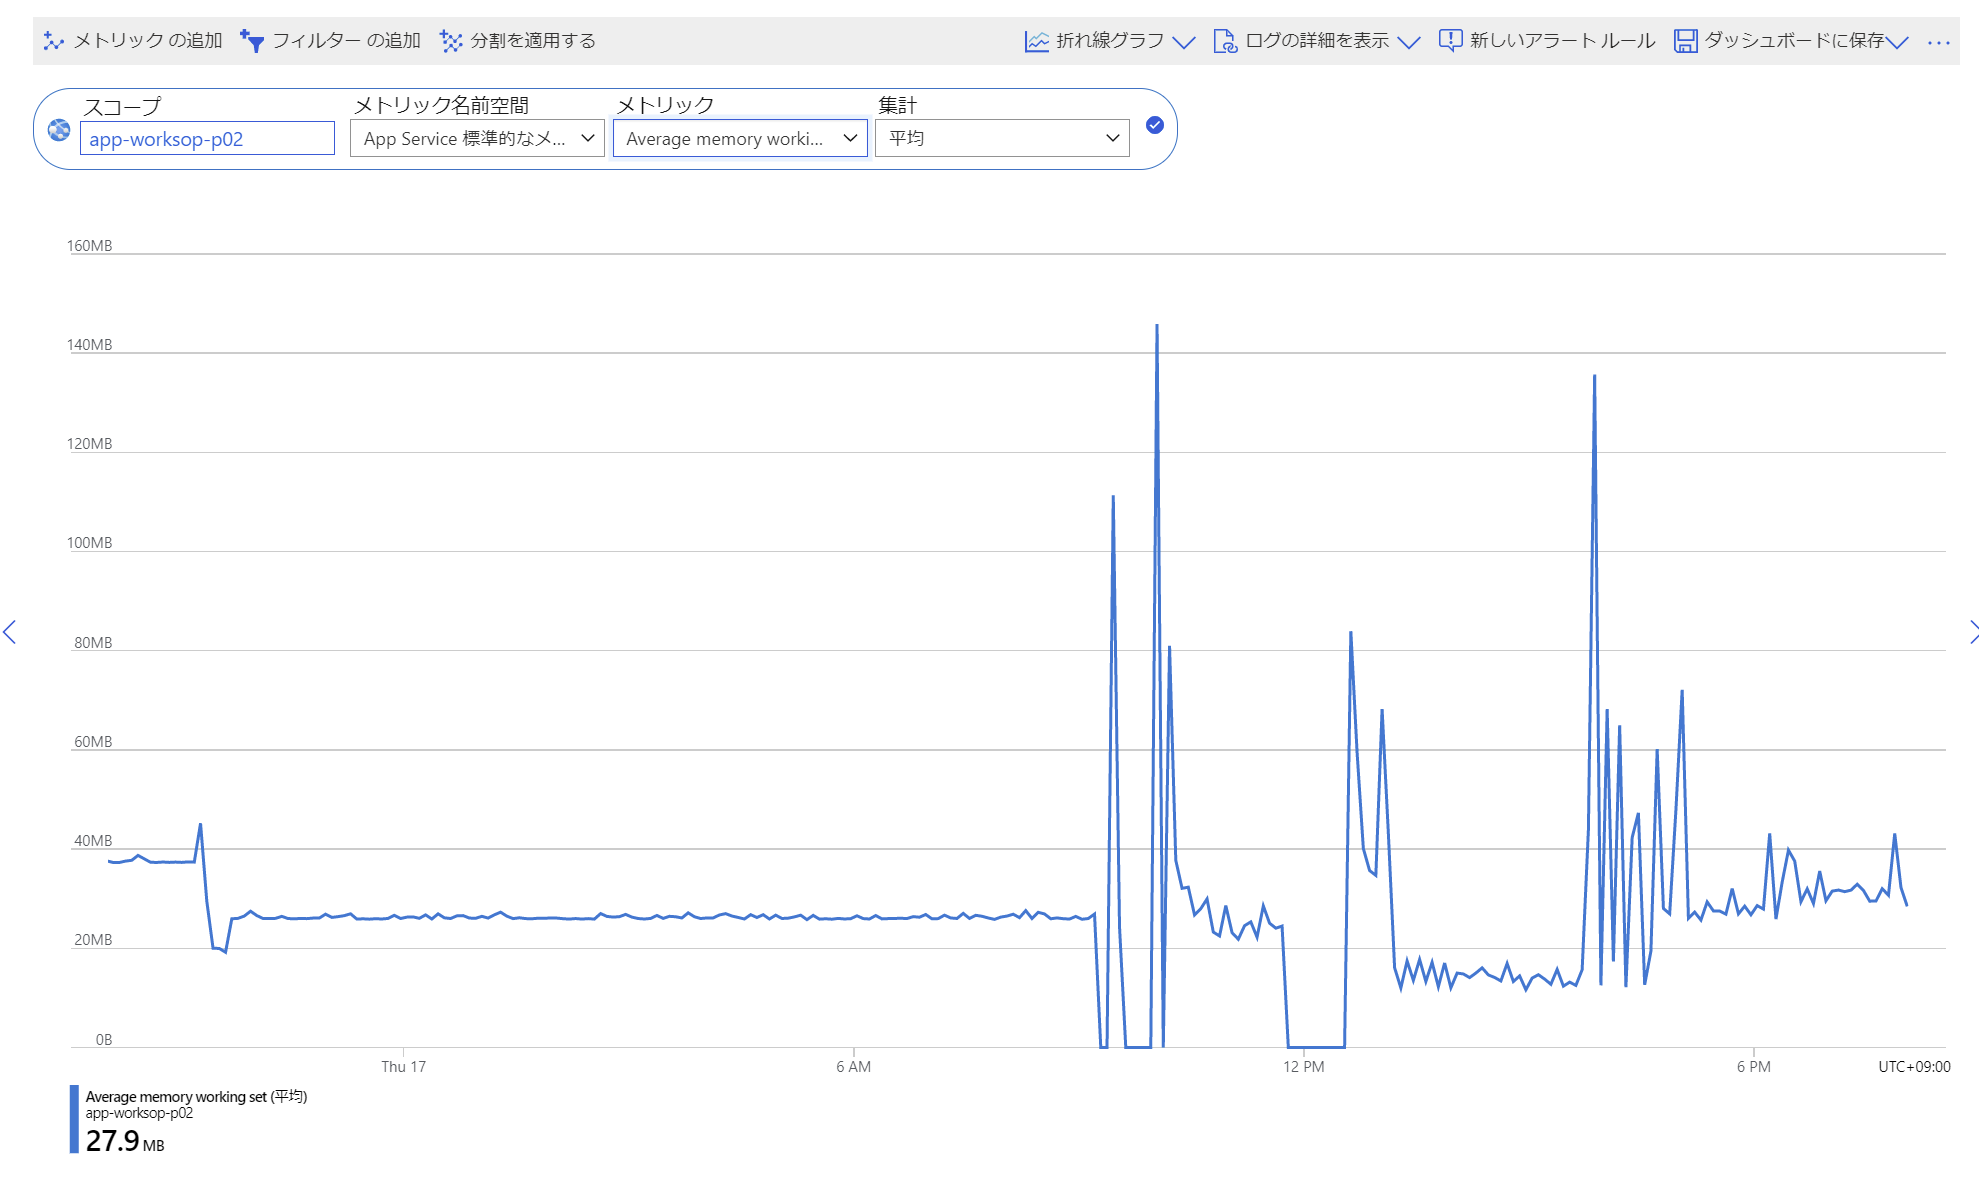 メトリック の追加 フィルター の追加 分割を適用する 折れ線グラフ ログの詳細を表示 新しいアラート ルール ダッシュボードに保存 ...
スコープ メトリック名前空間 メトリック 集計
app-worksop-p02 App Service 標準的なメ... Average memory worki... 平均
160MB
140MB
120MB
100MB
80MB
60MB
40MB
20MB
0B
Thu 17 6 AM 12 PM 6 PM UTC+09:00
Average memory working set (平均)
app-worksop-p02
27.9 MB